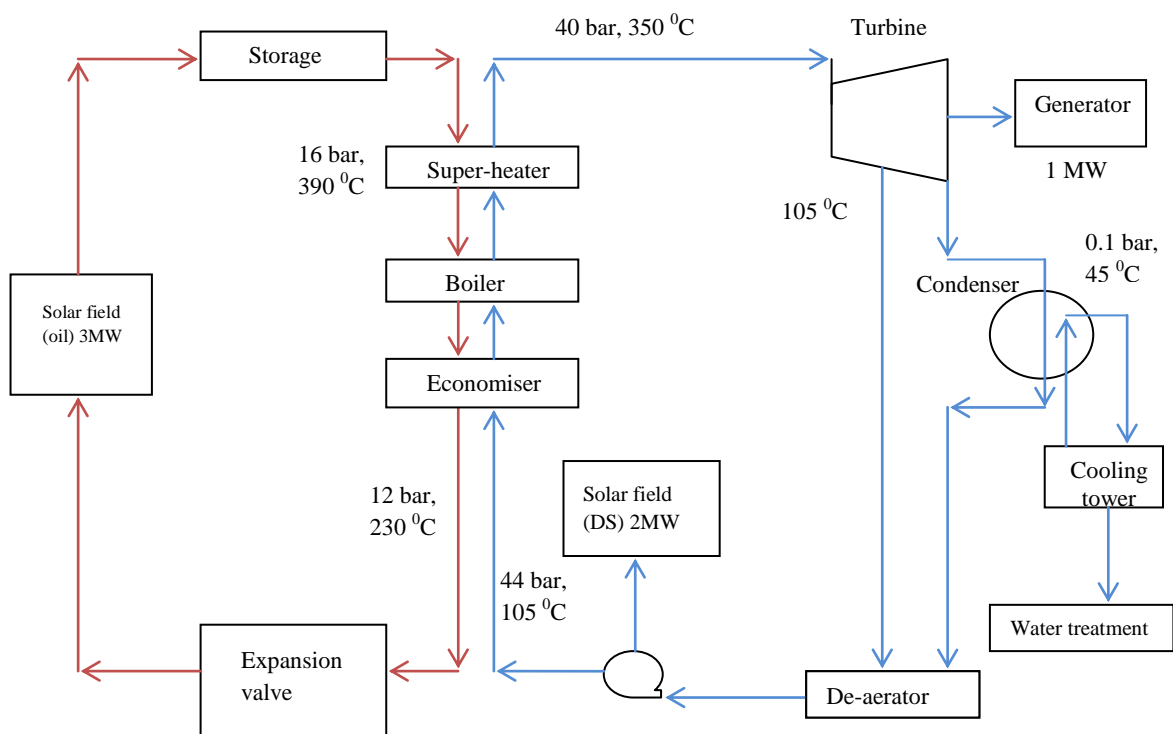 40 bar, 350 ⁰C
Turbine
Storage
Generator
16 bar,
390 ⁰C
Super-heater
1 MW
105 ⁰C
0.1 bar,
45 ⁰C
Boiler
Condenser
Solar field
(oil) 3MW
Economiser
Cooling
tower
12 bar,
230 ⁰C
Solar field
(DS) 2MW
44 bar,
105 ⁰C
Water treatment
Expansion
valve
De-aerator